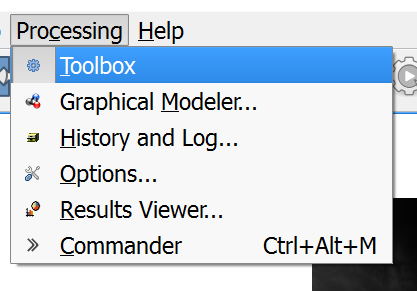 Processing Help
Toolbox
Graphical Modeler...
History and Log...
Options...
Results Viewer...
Commander Ctrl+Alt+M